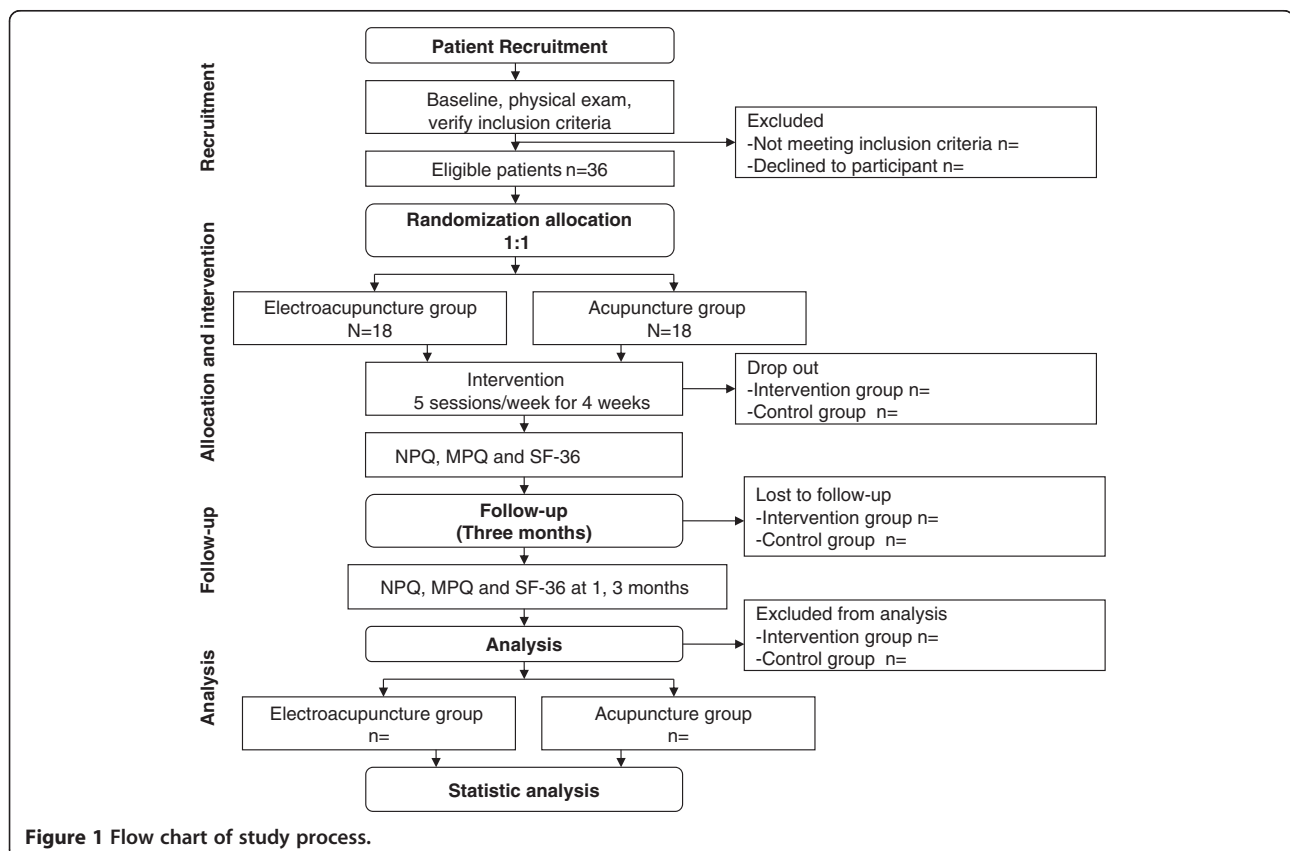 Recruitment
Patient Recruitment
Baseline, physical exam,
verify inclusion criteria
Excluded
-Not meeting inclusion criteria n=
-Declined to participant n=
Eligible patients n=36
Allocation and intervention
Randomization allocation
1:1
Electroacupuncture group
N=18
Acupuncture group
N=18
Intervention
5 sessions/week for 4 weeks
Drop out
-Intervention group n=
-Control group n=
NPQ, MPQ and SF-36
Follow-up
Follow-up
(Three months)
Lost to follow-up
-Intervention group n=
-Control group n=
NPQ, MPQ and SF-36 at 1, 3 months
Analysis
Analysis
Excluded from analysis
-Intervention group n=
-Control group n=
Electroacupuncture group
n=
Acupuncture group
n=
Statistic analysis
Figure 1 Flow chart of study process.